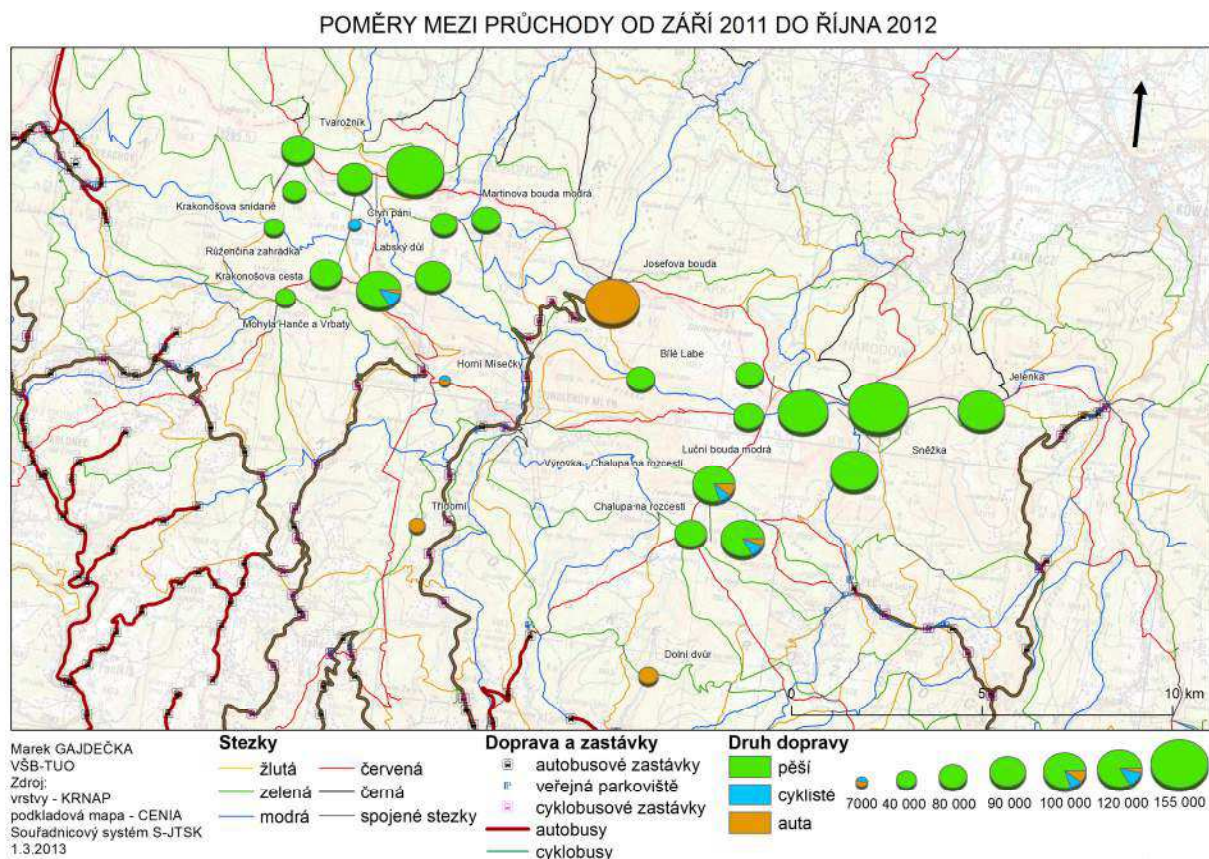 POMĚRY MEZI PRŮCHODY OD ZÁŘÍ 2011 DO ŘÍJNA 2012
Tvarožník
Martinova bouda modrá
Krakonošova snídaně
Čtyři páni
Růženčina zahrádka
Labský důl
Josefova bouda
Krakonošova cesta
Mohyla Hanče a Vrbaty
Bílé Labe
Horní Mísečky
Jelenka
Luční bouda modrá
Sněžka
Výrovka - Chalupa na rozcestí
Třídomí
Chalupa na rozcestí
Dolní dvůr
0 5 10 km
Marek GAJDEČKA
VŠB-TUO
Zdroj:
vrstvy - KRNAP
podkladová mapa - CENIA
Souřadnicový systém S-JTSK
1.3.2013
Stezky
žlutá
zelená
modrá
červená
černá
spojené stezky
Doprava a zastávky
autobusové zastávky
veřejná parkoviště
cyklobusové zastávky
autobusy
cyklobusy
Druh dopravy
pěší
cyklisté
auta
7000 40 000 80 000 90 000 100 000 120 000 155 000